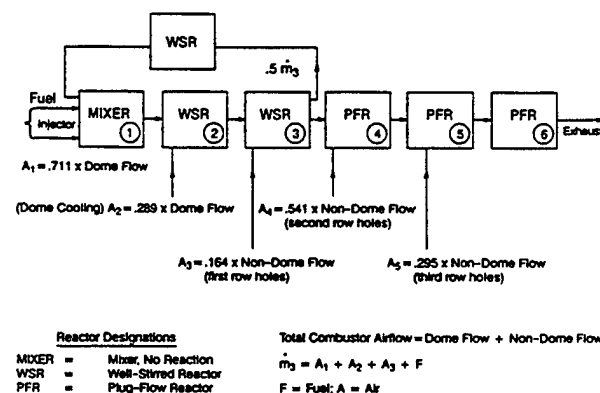 WSR
.5 ṁ₃
Fuel
Injector
MIXER
1
WSR
2
WSR
3
PFR
4
PFR
5
PFR
6
Exhaust
A₁ = .711 x Dome Flow
(Dome Cooling) A₂ = .289 x Dome Flow
A₄ = .541 x Non-Dome Flow
(second row holes)
A₃ = .164 x Non-Dome Flow
(first row holes)
A₅ = .295 x Non-Dome Flow
(third row holes)
Reactor Designations
MIXER = Mixer, No Reaction
WSR = Well-Stirred Reactor
PFR = Plug-Flow Reactor
Total Combustor Airflow = Dome Flow + Non-Dome Flow
ṁ₃ = A₁ + A₂ + A₃ + F
F = Fuel; A = Air